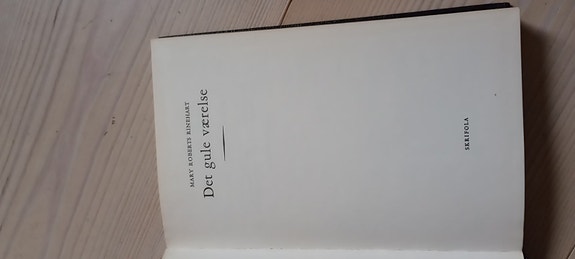 MARY ROBERTS RINEHART
Det gule værelse
SKRIFOLA